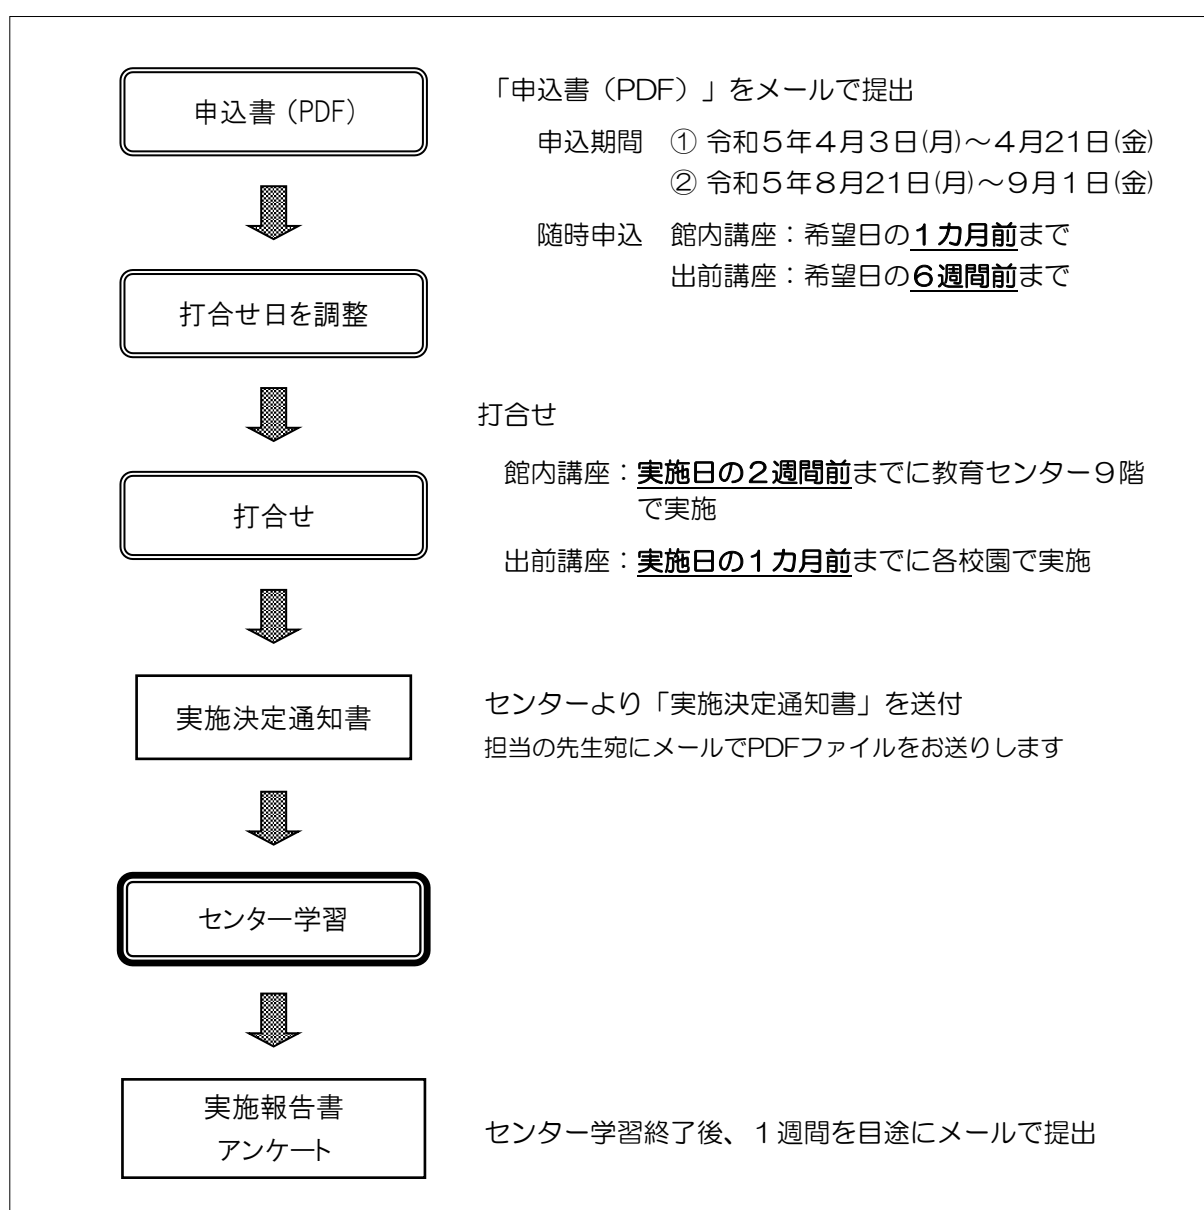 申込書（PDF）
「申込書（PDF）」をメールで提出
申込期間　① 令和５年４月３日(月)～４月21日(金)
② 令和５年８月21日(月)～９月１日(金)
随時申込　館内講座：希望日の１カ月前まで
出前講座：希望日の６週間前まで
打合せ日を調整
打合せ
館内講座：実施日の２週間前までに教育センター９階
で実施
打合せ
出前講座：実施日の１カ月前までに各校園で実施
実施決定通知書
センターより「実施決定通知書」を送付
担当の先生宛にメールでPDFファイルをお送りします
センター学習
実施報告書
アンケート
センター学習終了後、１週間を目途にメールで提出